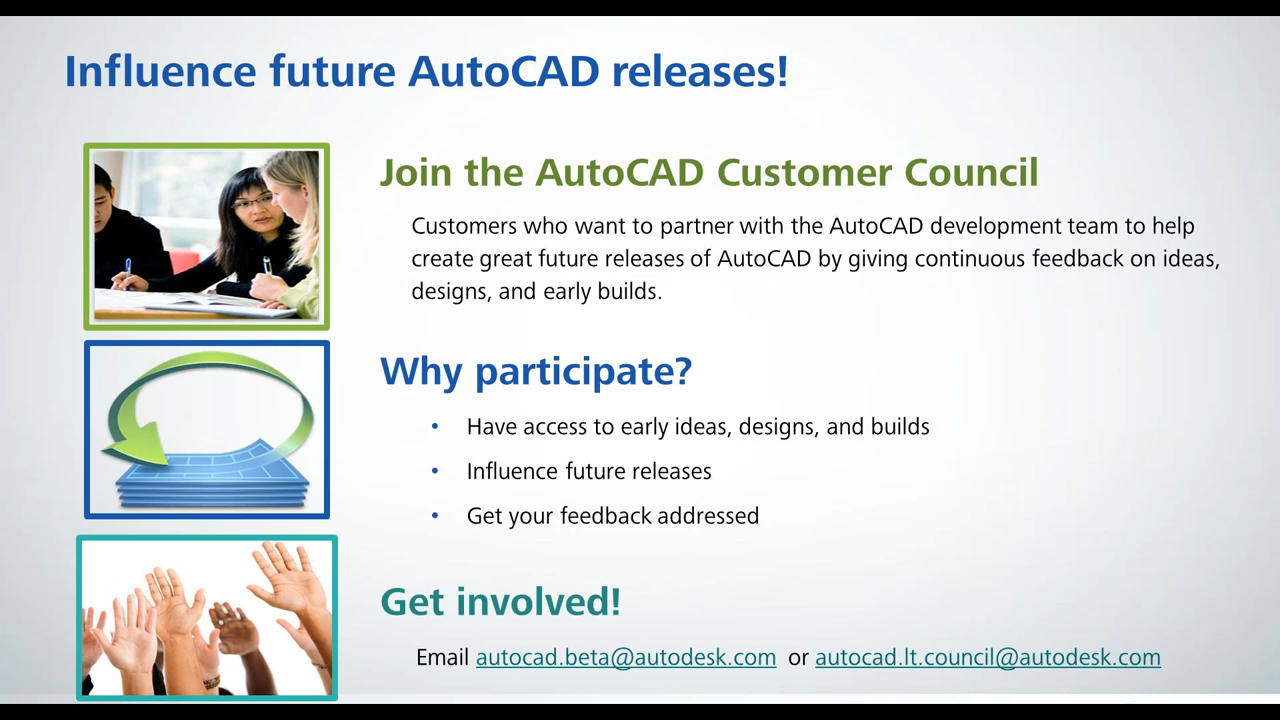 Influence future AutoCAD releases!
Join the AutoCAD Customer Council
Customers who want to partner with the AutoCAD development team to help
create great future releases of AutoCAD by giving continuous feedback on ideas,
designs, and early builds.
Why participate?
• Have access to early ideas, designs, and builds
• Influence future releases
• Get your feedback addressed
Get involved!
Email autocad.beta@autodesk.com or autocad.lt.council@autodesk.com